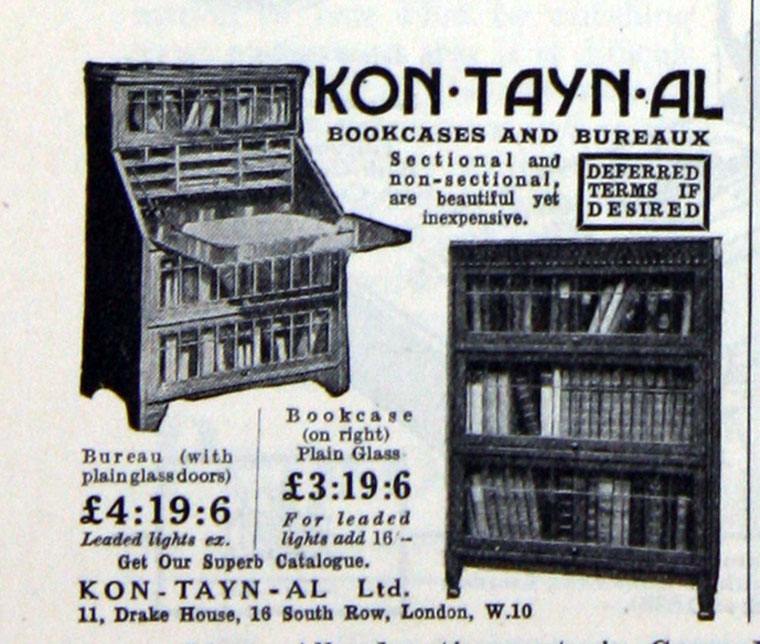 KON·TAYN·AL
BOOKCASES AND BUREAUX
Sectional and
non-sectional,
are beautiful yet
inexpensive.
DEFERRED
TERMS IF
DESIRED
Bureau (with
plain glass doors)
£4:19:6
Leaded lights ex.
Bookcase
(on right)
Plain Glass
£3:19:6
For leaded
lights add 16/-
Get Our Superb Catalogue.
KON-TAYN-AL Ltd.
11, Drake House, 16 South Row, London, W.10